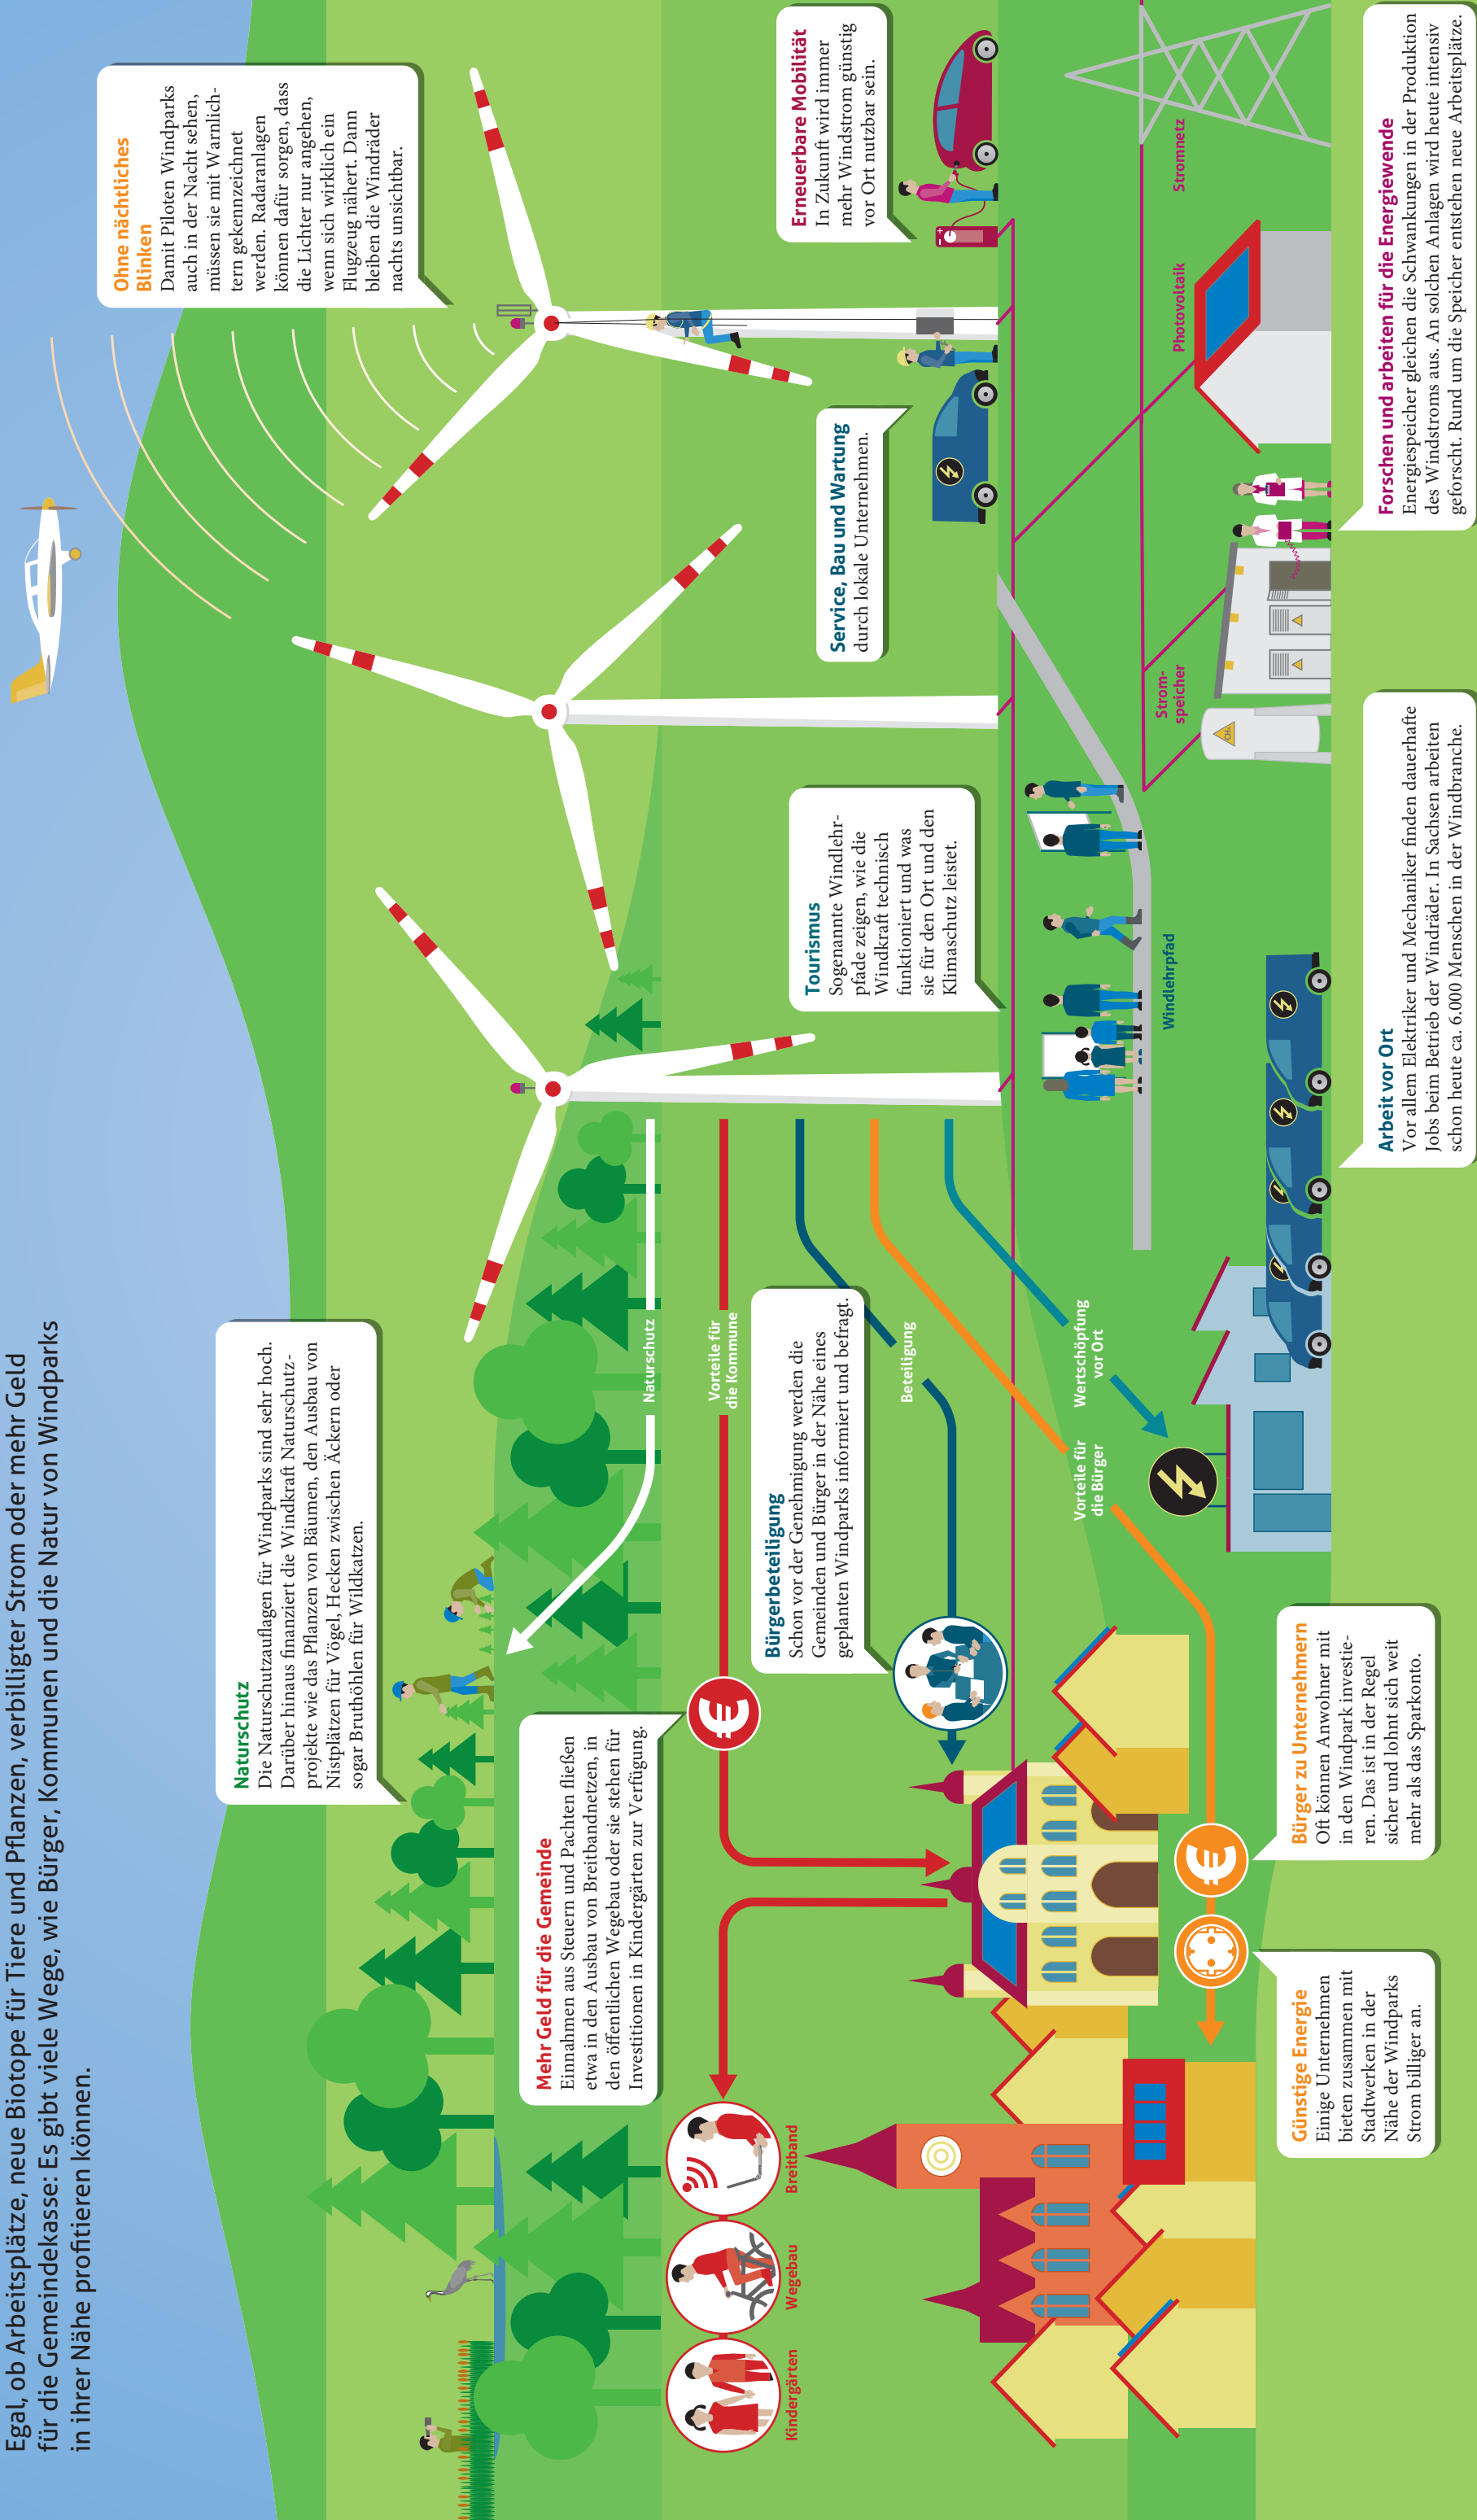 Egal, ob Arbeitsplätze, neue Biotope für Tiere und Pflanzen, verbilligter Strom oder mehr Geld
für die Gemeindekasse: Es gibt viele Wege, wie Bürger, Kommunen und die Natur von Windparks
in ihrer Nähe profitieren können.
Naturschutz
Die Naturschutzauflagen für Windparks sind sehr hoch.
Darüber hinaus finanziert die Windkraft Naturschutz-
projekte wie das Pflanzen von Bäumen, den Ausbau von
Nistplätzen für Vögel, Hecken zwischen Äckern oder
sogar Bruthöhlen für Wildkatzen.
Ohne nächtliches
Blinken
Damit Piloten Windparks
auch in der Nacht sehen,
müssen sie mit Warnlich-
tern gekennzeichnet
werden. Radaranlagen
können dafür sorgen, dass
die Lichter nur angehen,
wenn sich wirklich ein
Flugzeug nähert. Dann
bleiben die Windräder
nachts unsichtbar.
Mehr Geld für die Gemeinde
Einnahmen aus Steuern und Pachten fließen
etwa in den Ausbau von Breitbandnetzen, in
den öffentlichen Wegebau oder sie stehen für
Investitionen in Kindergärten zur Verfügung.
Naturschutz
Vorteile für
die Kommune
€
Kindergärten
Wegebau
Breitband
Bürgerbeteiligung
Schon vor der Genehmigung werden die
Gemeinden und Bürger in der Nähe eines
geplanten Windparks informiert und befragt.
Beteiligung
Tourismus
Sogenannte Windlehr-
pfade zeigen, wie die
Windkraft technisch
funktioniert und was
sie für den Ort und den
Klimaschutz leistet.
Service, Bau und Wartung
durch lokale Unternehmen.
Erneuerbare Mobilität
In Zukunft wird immer
mehr Windstrom günstig
vor Ort nutzbar sein.
+
-
Vorteile für
die Bürger
Wertschöpfung
vor Ort
Windlehrpfad
Strom-
speicher
Photovoltaik
Stromnetz
CH₄
€
Günstige Energie
Einige Unternehmen
bieten zusammen mit
Stadtwerken in der
Nähe der Windparks
Strom billiger an.
Bürger zu Unternehmern
Oft können Anwohner mit
in den Windpark investie-
ren. Das ist in der Regel
sicher und lohnt sich weit
mehr als das Sparkonto.
Arbeit vor Ort
Vor allem Elektriker und Mechaniker finden dauerhafte
Jobs beim Betrieb der Windräder. In Sachsen arbeiten
schon heute ca. 6.000 Menschen in der Windbranche.
Forschen und arbeiten für die Energiewende
Energiespeicher gleichen die Schwankungen in der Produktion
des Windstroms aus. An solchen Anlagen wird heute intensiv
geforscht. Rund um die Speicher entstehen neue Arbeitsplätze.